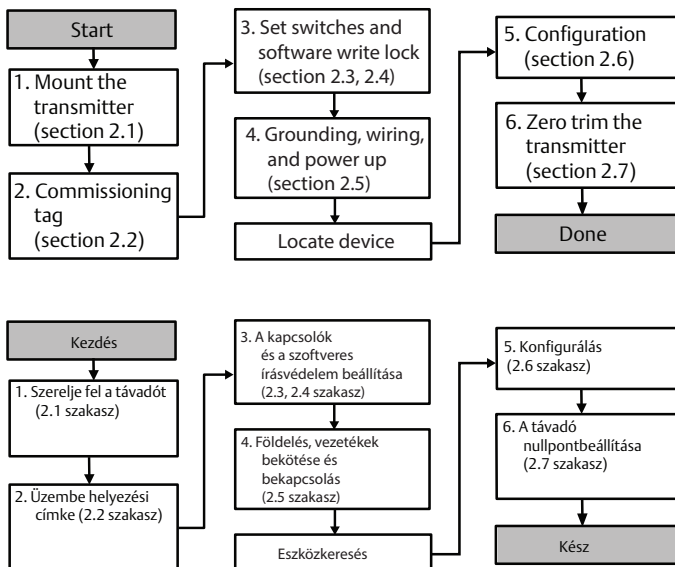 Start
1. Mount the
transmitter
(section 2.1)
2. Commissioning
tag
(section 2.2)
3. Set switches and
software write lock
(section 2.3, 2.4)
4. Grounding, wiring,
and power up
(section 2.5)
Locate device
5. Configuration
(section 2.6)
6. Zero trim the
transmitter
(section 2.7)
Done
Kezdés
1. Szerelje fel a távadót
(2.1 szakasz)
2. Üzembe helyezési
címke (2.2 szakasz)
3. A kapcsolók
és a szoftveres
írásvédelem beállítása
(2.3, 2.4 szakasz)
4. Földelés, vezetékek
bekötése és
bekapcsolás
(2.5 szakasz)
Eszközkeresés
5. Konfigurálás
(2.6 szakasz)
6. A távadó
nullpontbeállítása
(2.7 szakasz)
Kész